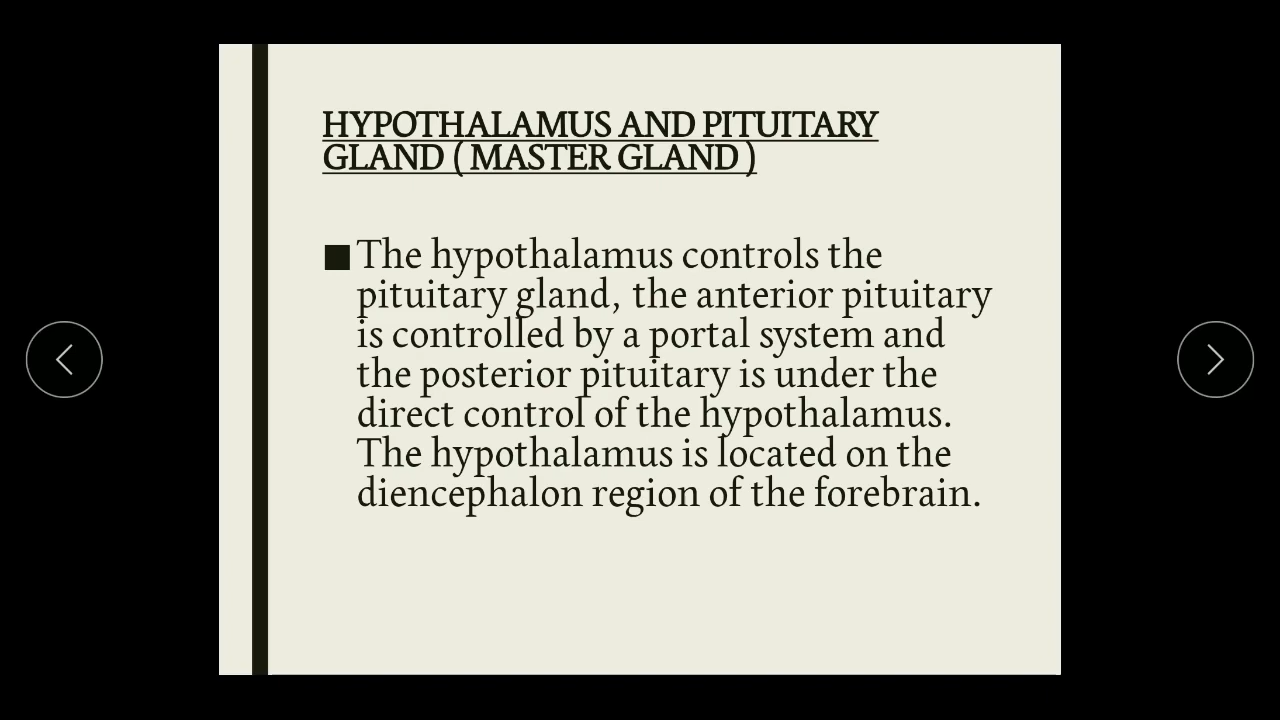 HYPOTHALAMUS AND PITUITARY
GLAND ( MASTER GLAND )
The hypothalamus controls the
pituitary gland, the anterior pituitary
is controlled by a portal system and
the posterior pituitary is under the
direct control of the hypothalamus.
The hypothalamus is located on the
diencephalon region of the forebrain.